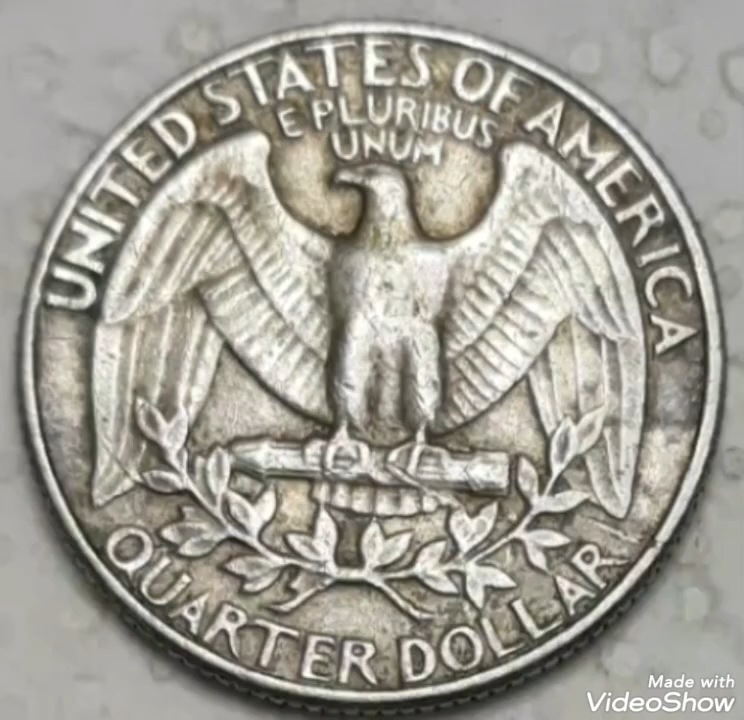 UNITED STATES OF AMERICA
E PLURIBUS
UNUM
QUARTER DOLLAR
Made with
VideoShow